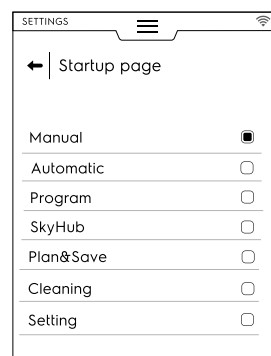 SETTINGS
Startup page
Manual
Automatic
Program
SkyHub
Plan&Save
Cleaning
Setting